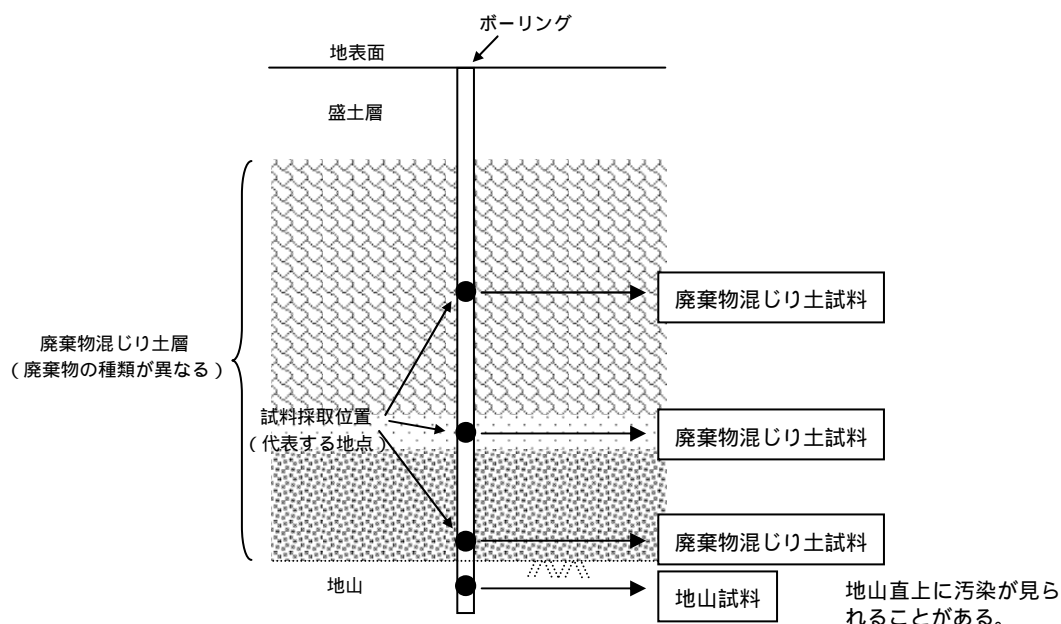 ボーリング
地表面
盛土層
廃棄物混じり土試料
廃棄物混じり土層
（廃棄物の種類が異なる）
試料採取位置
（代表する地点）
廃棄物混じり土試料
廃棄物混じり土試料
地山
地山試料
地山直上に汚染が見ら
れることがある。